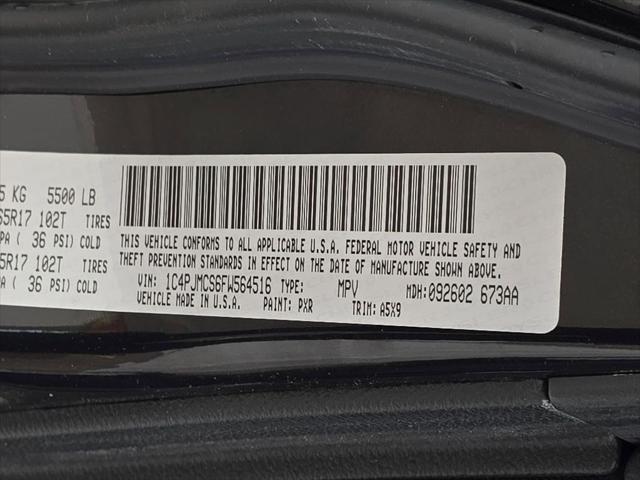 5 KG 5500 LB
65R17 102T TIRES
PA ( 36 PSI) COLD
5R17 102T TIRES
PA ( 36 PSI) COLD
THIS VEHICLE CONFORMS TO ALL APPLICABLE U.S.A. FEDERAL MOTOR VEHICLE SAFETY AND
THEFT PREVENTION STANDARDS IN EFFECT ON THE DATE OF MANUFACTURE SHOWN ABOVE.
VIN: 1C4PJMCS6FW564516 TYPE: MPV MDH: 092602 673AA
VEHICLE MADE IN U.S.A. PAINT: PXR TRIM: A5X9